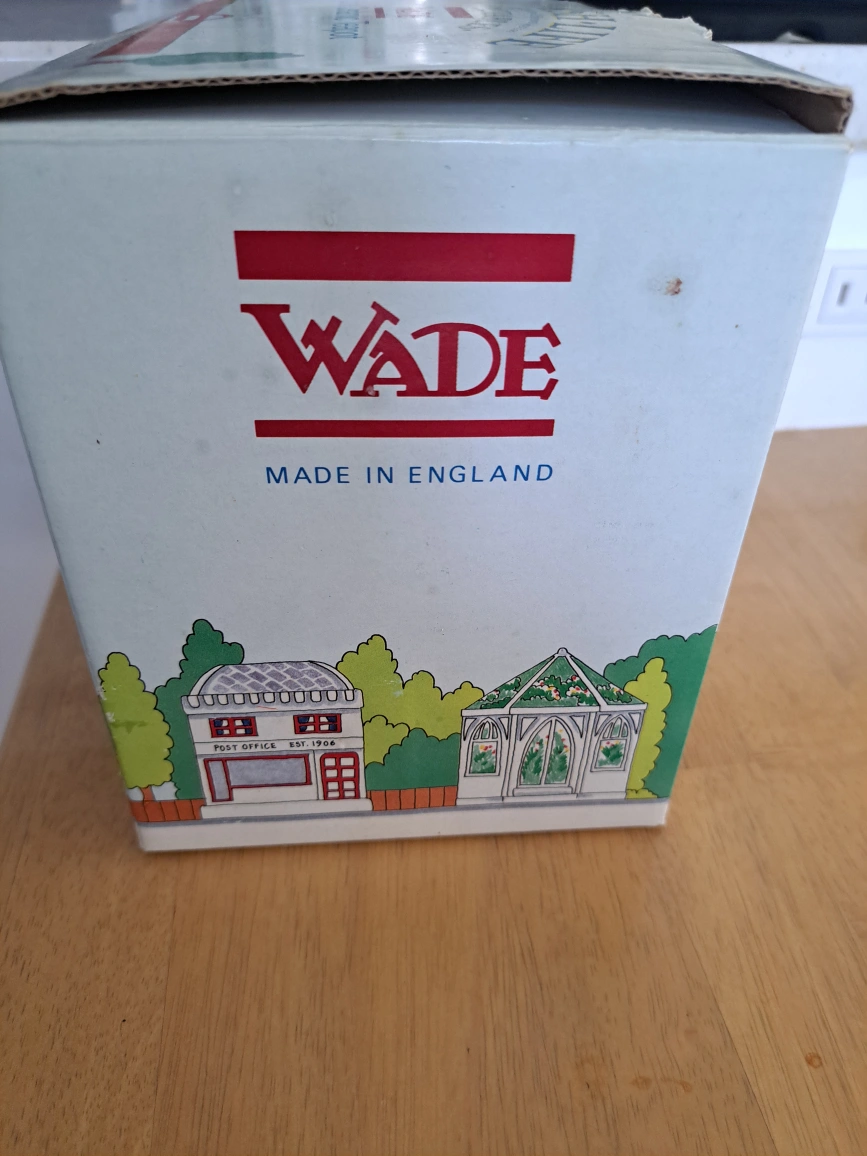 WADE
MADE IN ENGLAND
POST OFFICE EST. 1906